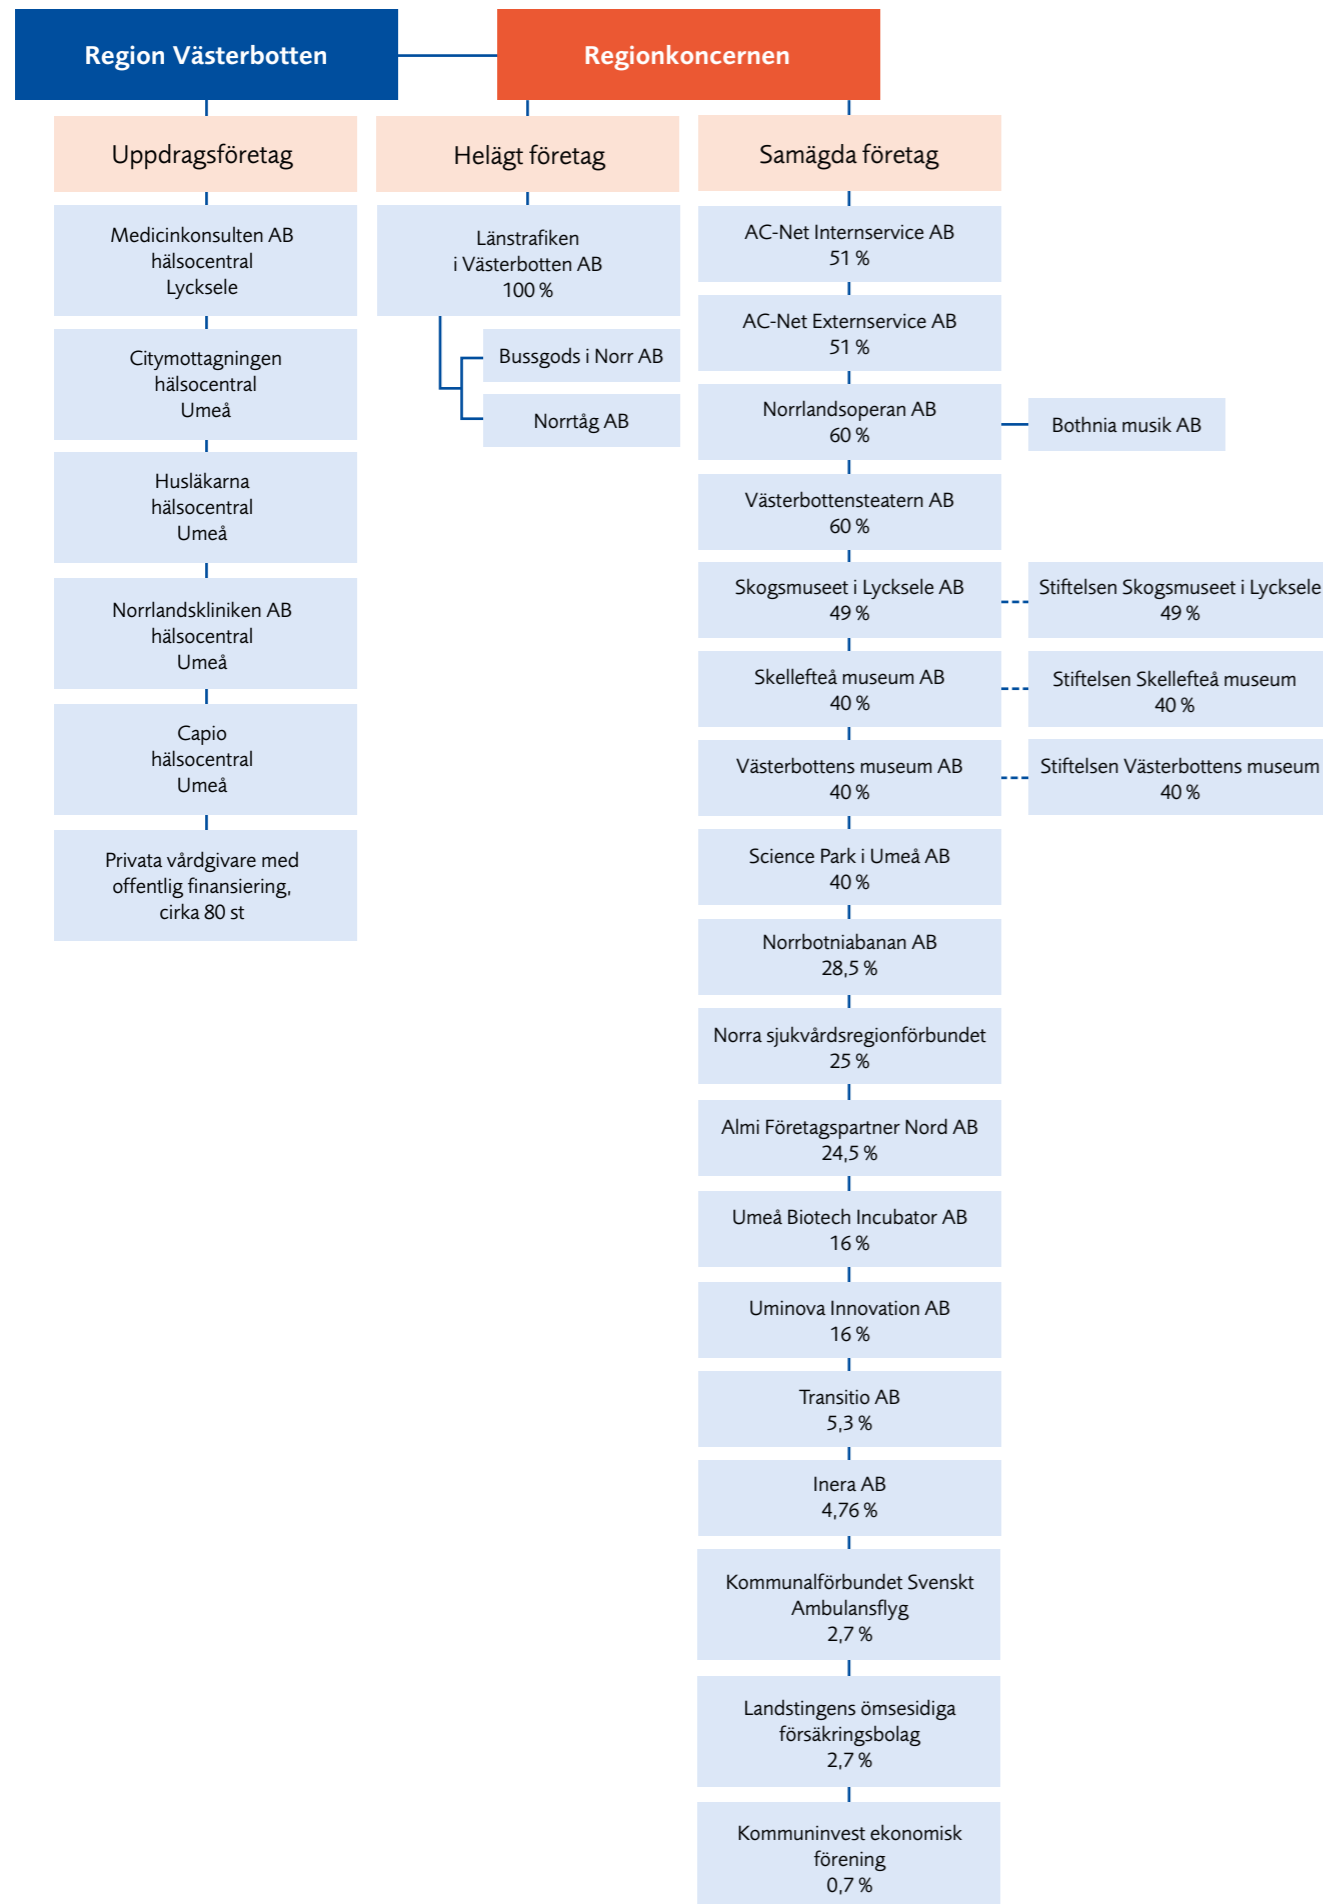 Region Västerbotten
Regionkoncernen
Uppdragsföretag
Medicinkonsulten AB
hälsocentral
Lycksele
Citymottagningen
hälsocentral
Umeå
Husläkarna
hälsocentral
Umeå
Norrlandskliniken AB
hälsocentral
Umeå
Capio
hälsocentral
Umeå
Privata vårdgivare med
offentlig finansiering,
cirka 80 st
Helägt företag
Länstrafiken
i Västerbotten AB
100 %
Bussgods i Norr AB
Norrtåg AB
Samägda företag
AC-Net Internservice AB
51 %
AC-Net Externservice AB
51 %
Norrlandsoperan AB
60 %
Bothnia musik AB
Västerbottensteatern AB
60 %
Skogsmuseet i Lycksele AB
49 %
Stiftelsen Skogsmuseet i Lycksele
49 %
Skellefteå museum AB
40 %
Stiftelsen Skellefteå museum
40 %
Västerbottens museum AB
40 %
Stiftelsen Västerbottens museum
40 %
Science Park i Umeå AB
40 %
Norrbotniabanan AB
28,5 %
Norra sjukvårdsregionförbundet
25 %
Almi Företagspartner Nord AB
24,5 %
Umeå Biotech Incubator AB
16 %
Uminova Innovation AB
16 %
Transitio AB
5,3 %
Inera AB
4,76 %
Kommunalförbundet Svenskt
Ambulansflyg
2,7 %
Landstingens ömsesidiga
försäkringsbolag
2,7 %
Kommuninvest ekonomisk
förening
0,7 %